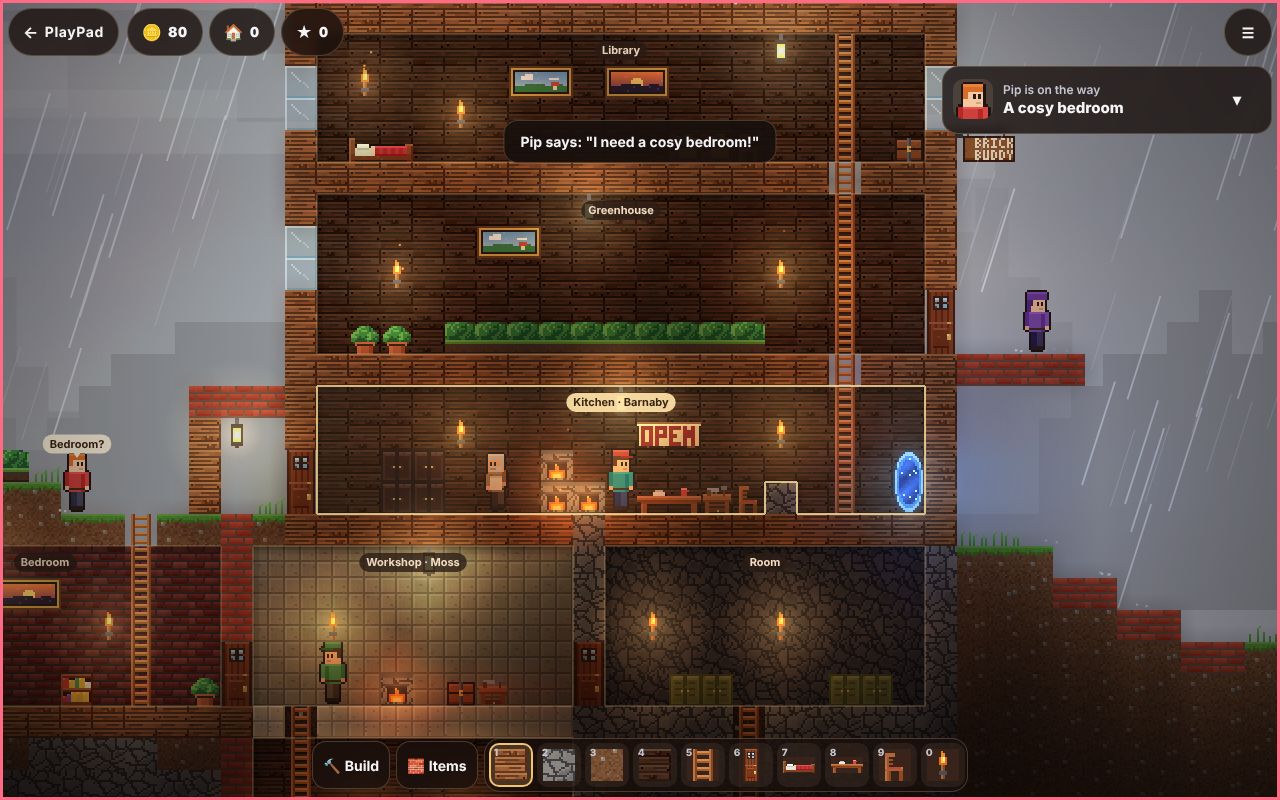 ← PlayPad
80
0
★ 0
Library
Pip is on the way
A cosy bedroom
Pip says: "I need a cosy bedroom!"
BRICK
BUDDY
Greenhouse
Kitchen · Barnaby
OPEN
Bedroom?
Bedroom
Workshop · Moss
Room
Build
Items
1
2
3
4
5
6
7
8
9
0